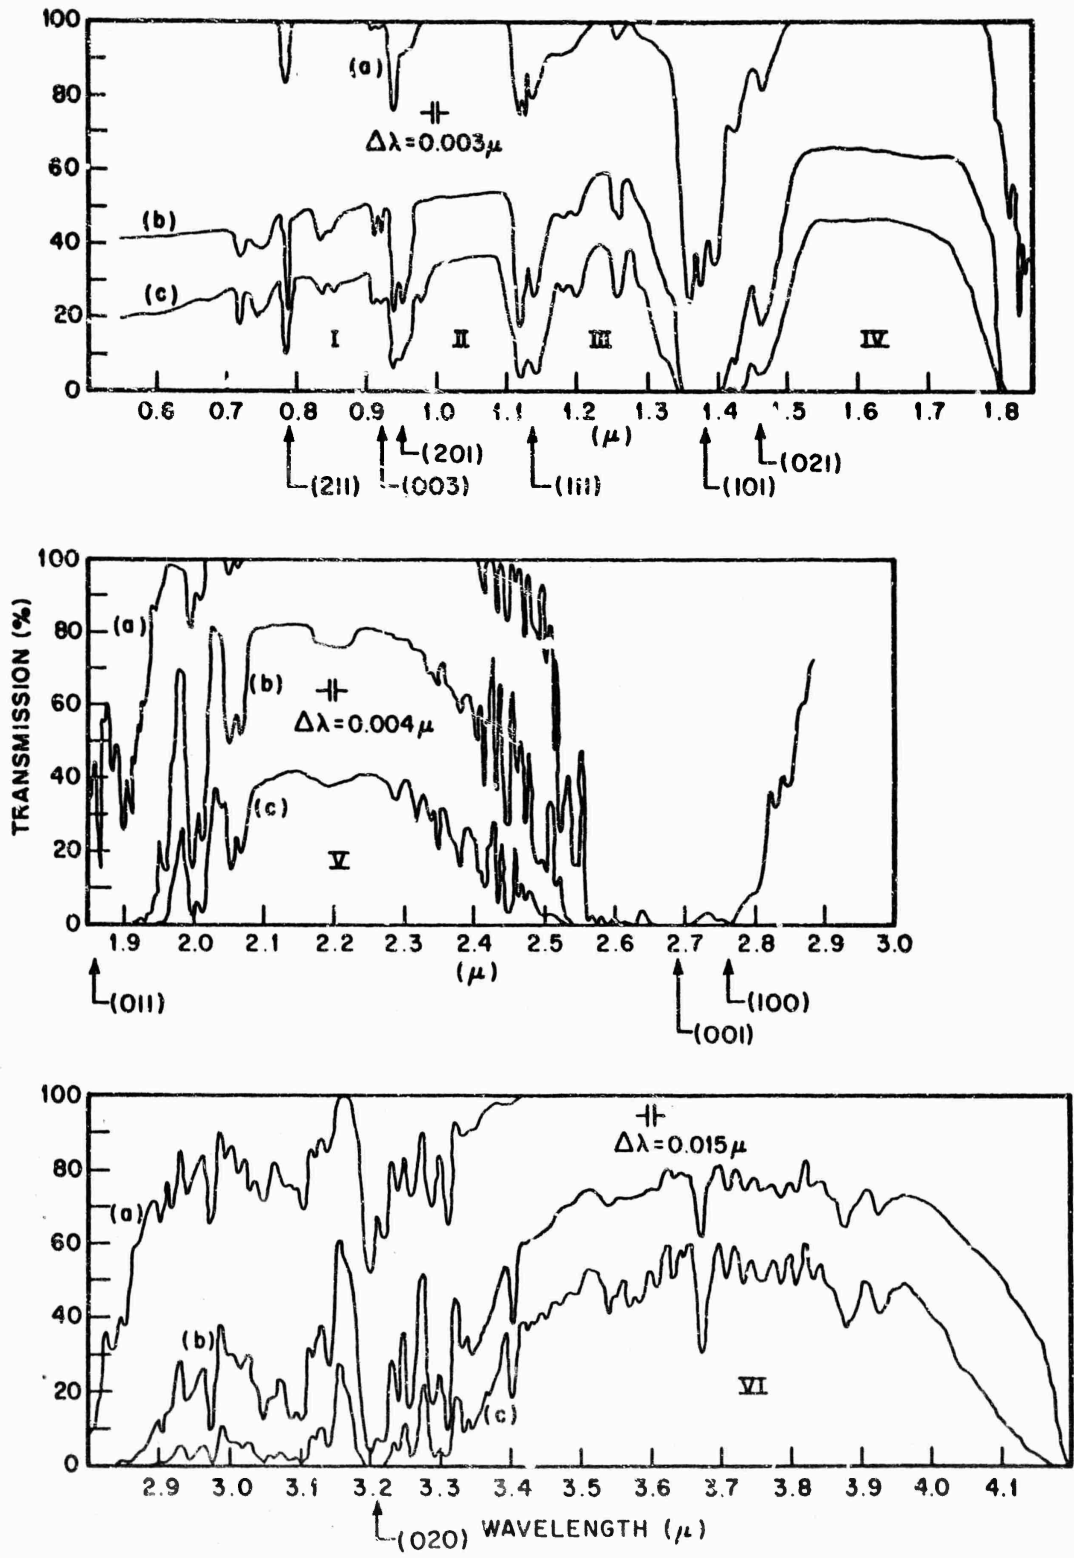 100
80
60
40
20
0
(a)
Δλ=0.003μ
(b)
(c)
I
II
III
IV
0.6 0.7 0.8 0.9 1.0 1.1 1.2 1.3 1.4 1.5 1.6 1.7 1.8
(μ)
(211)
(003)
(201)
(111)
(101)
(021)
TRANSMISSION (%)
100
80
60
40
20
0
(a)
(b)
Δλ=0.004μ
(c)
V
1.9 2.0 2.1 2.2 2.3 2.4 2.5 2.6 2.7 2.8 2.9 3.0
(μ)
(011)
(001)
(100)
100
80
60
40
20
0
Δλ=0.015μ
(a)
(b)
(c)
VI
2.9 3.0 3.1 3.2 3.3 3.4 3.5 3.6 3.7 3.8 3.9 4.0 4.1
(020)
WAVELENGTH (μ)